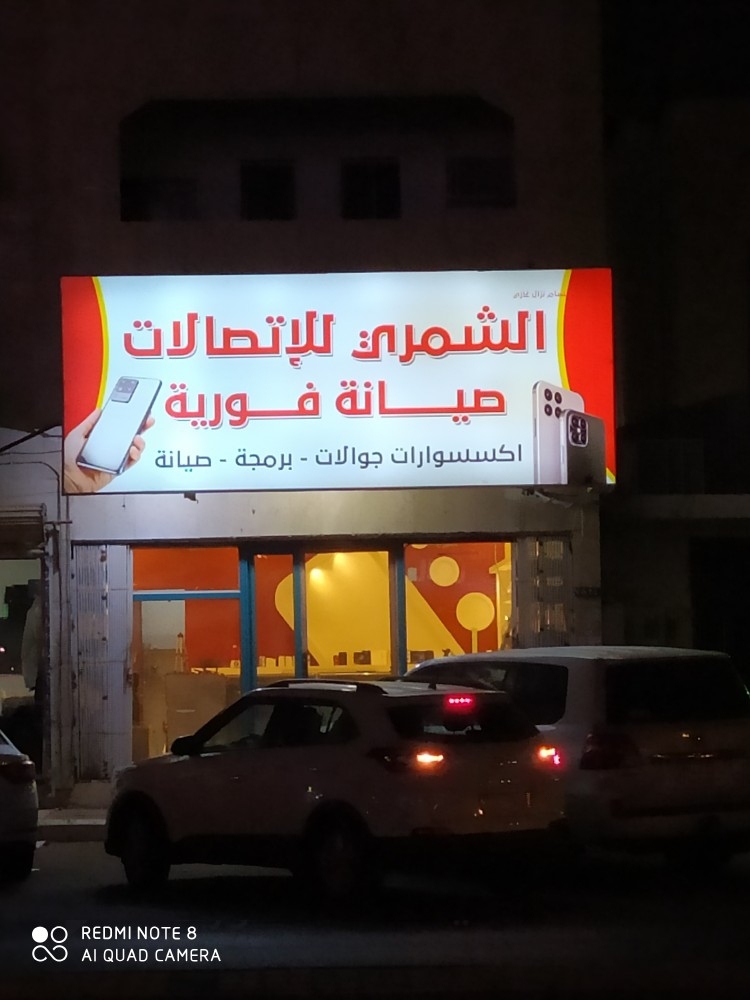 الشمري للإتصالات
صيانة فورية
اكسسوارات جوالات - برمجة - صيانة
REDMI NOTE 8
AI QUAD CAMERA